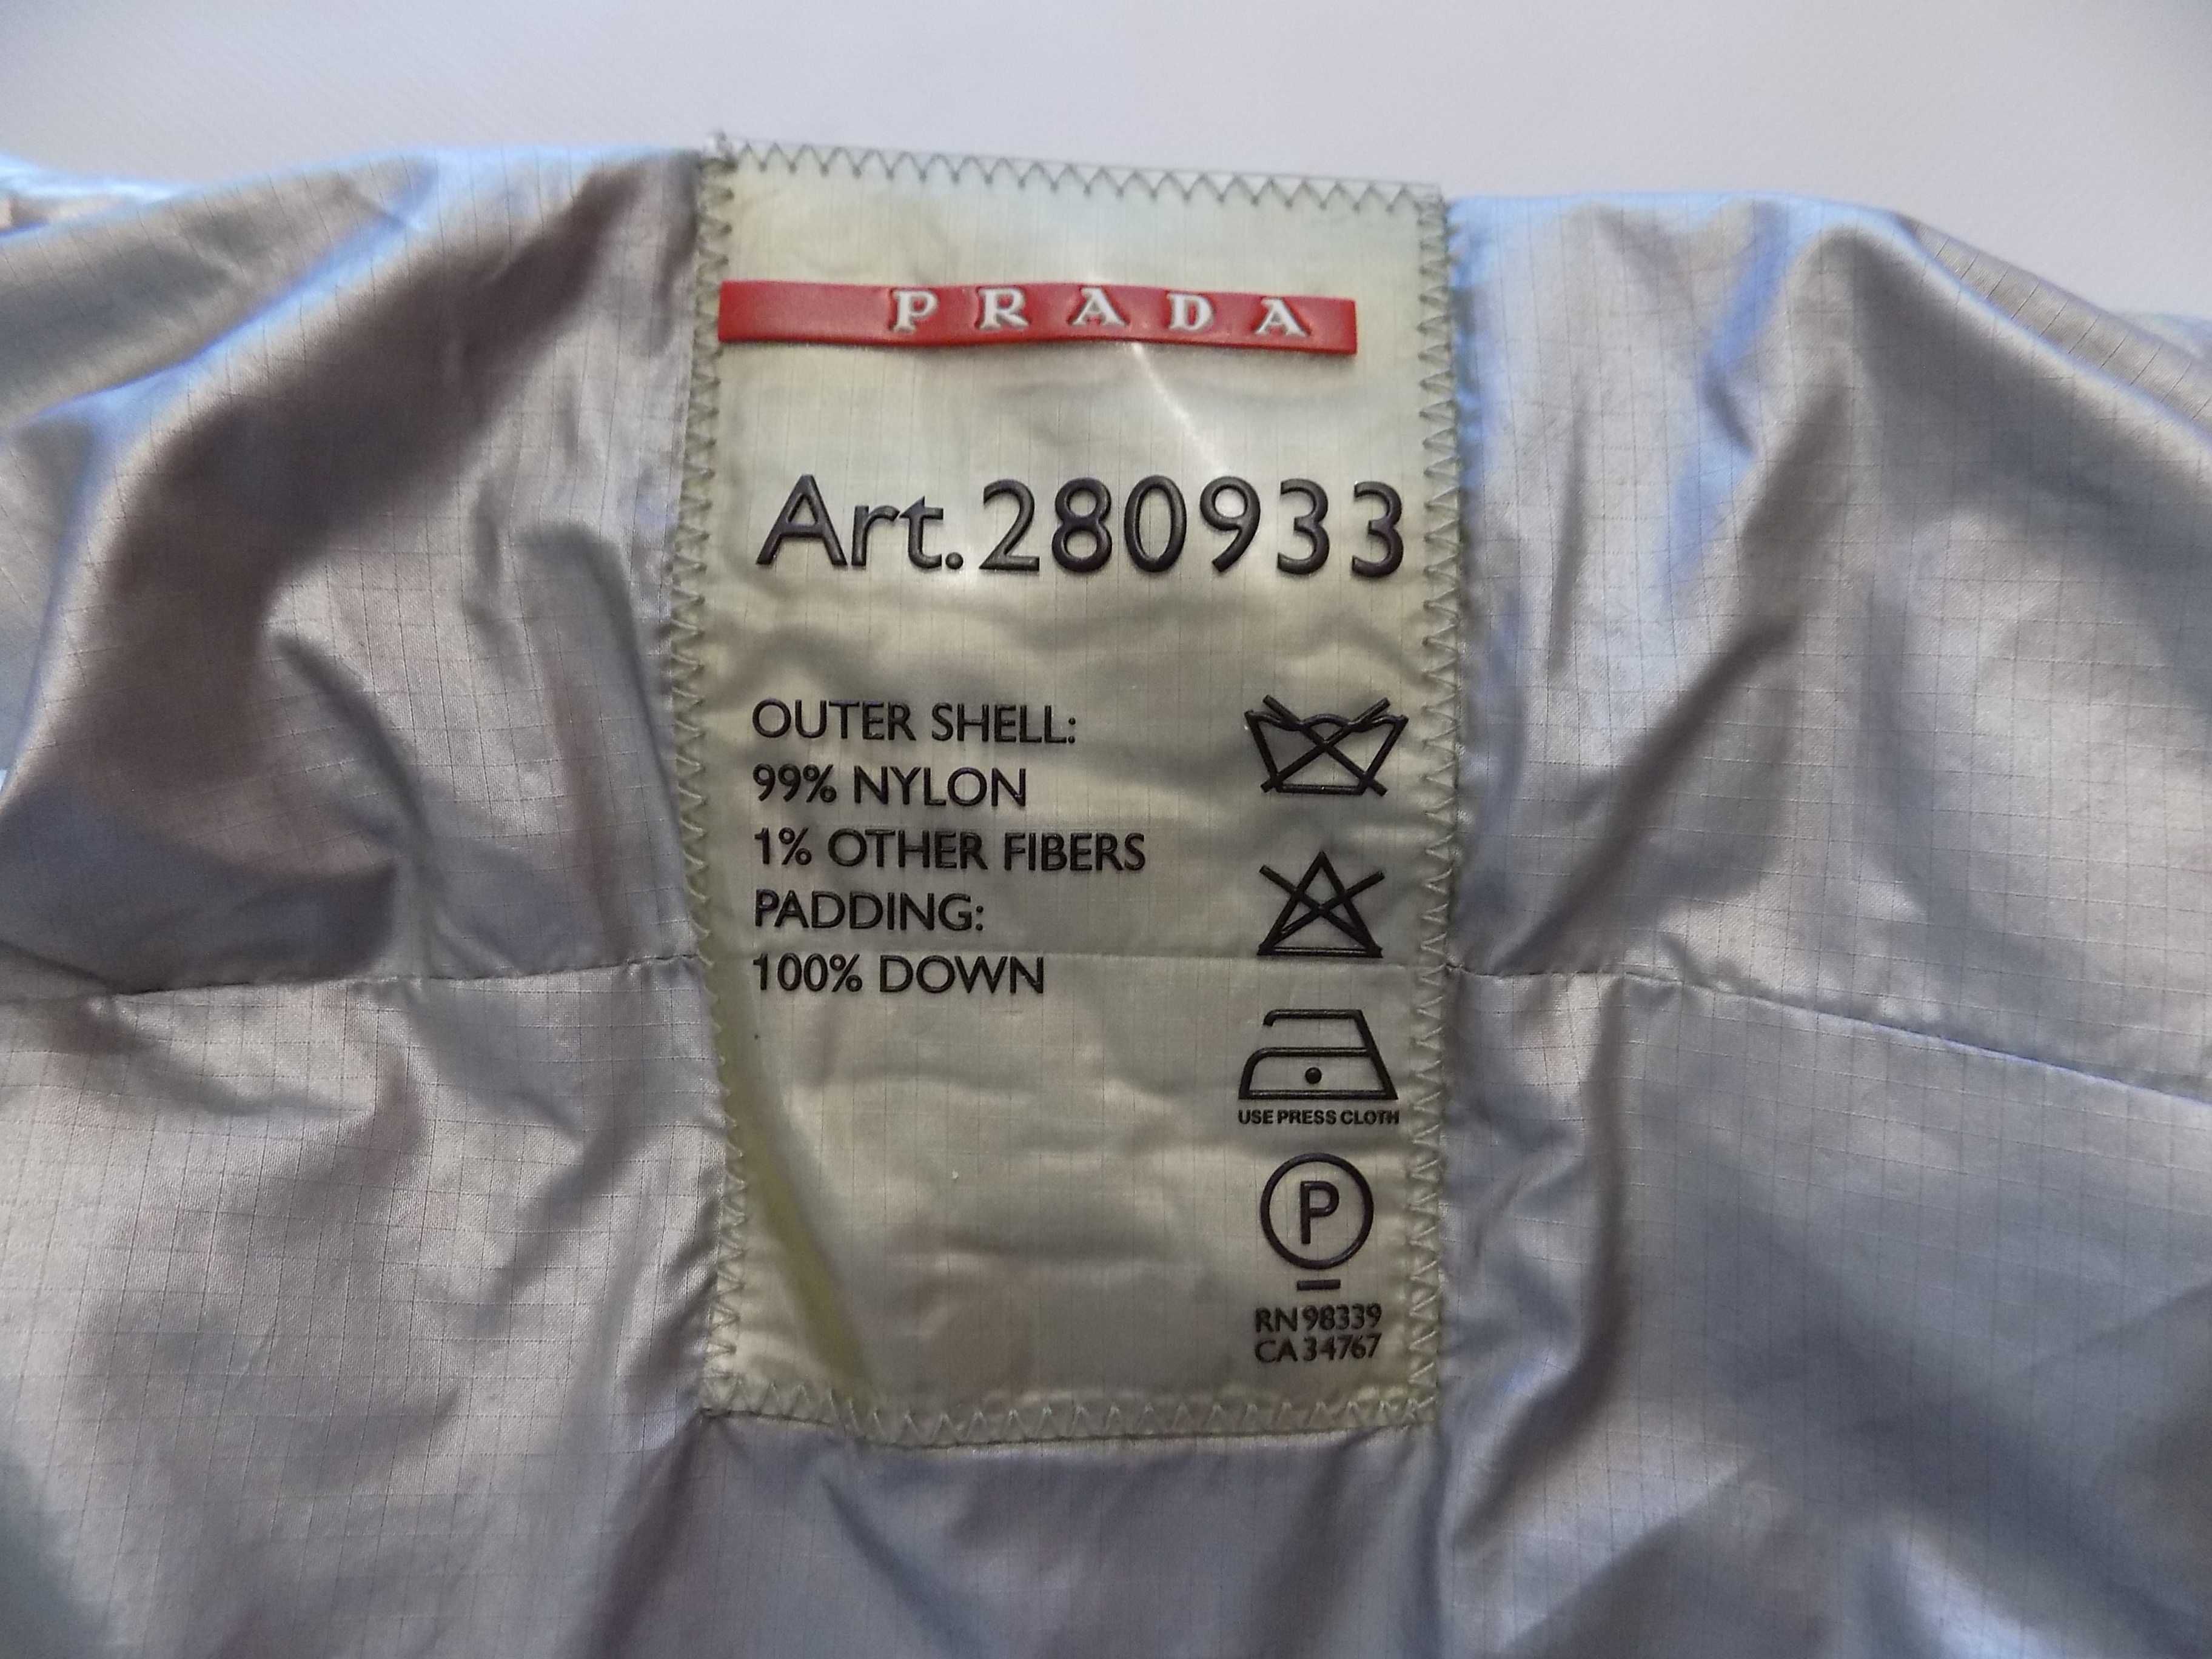 PRADA
Art.280933
OUTER SHELL:
99% NYLON
1% OTHER FIBERS
PADDING:
100% DOWN
USE PRESS CLOTH
P
RN 98339
CA 34767